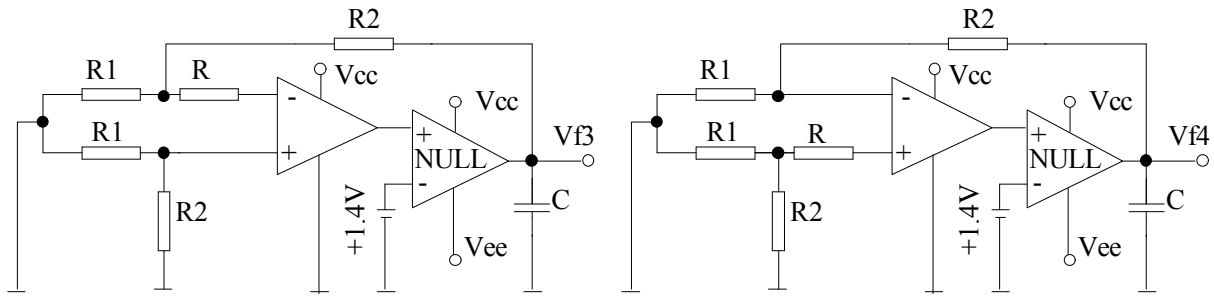 R2
R1 R
Vcc
-
R1
+
Vcc
+
NULL
-
Vf3
R2
+1.4V
C
Vee
R2
R1
Vcc
-
R1 R
+
Vcc
+
NULL
-
Vf4
R2
+1.4V
C
Vee